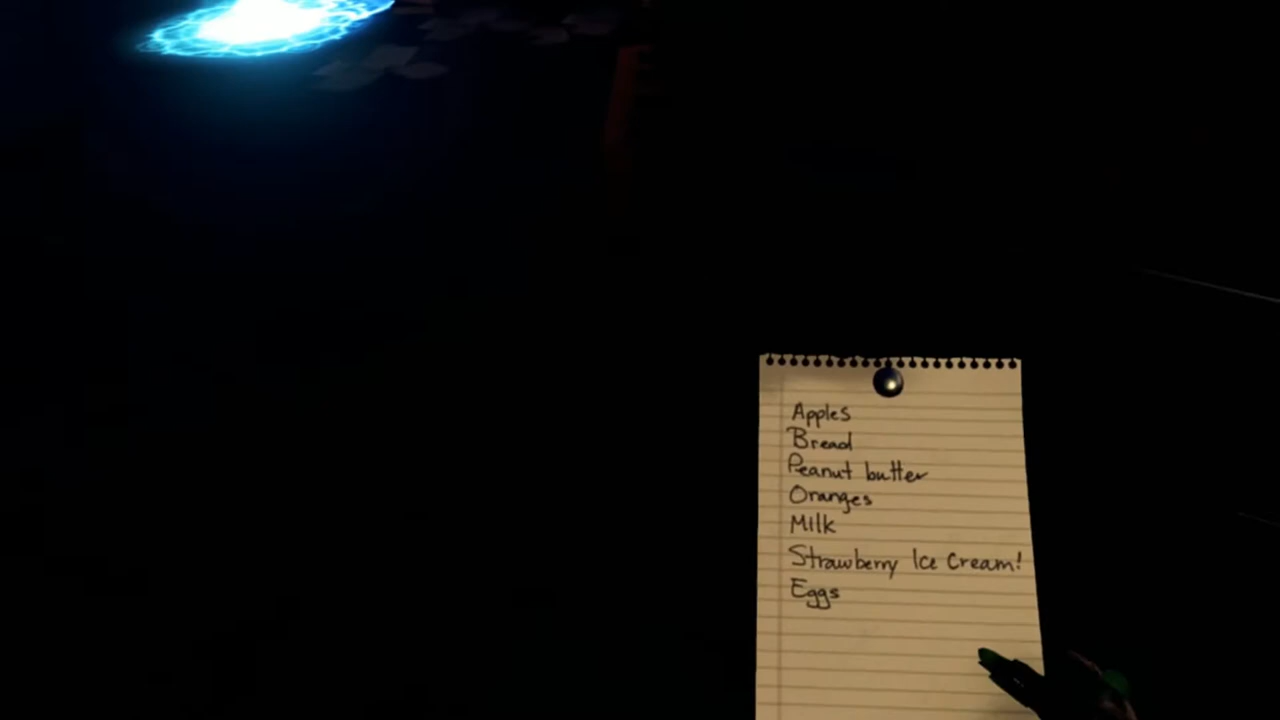 Apples
Bread
Peanut butter
Oranges
Milk
Strawberry Ice Cream!
Eggs